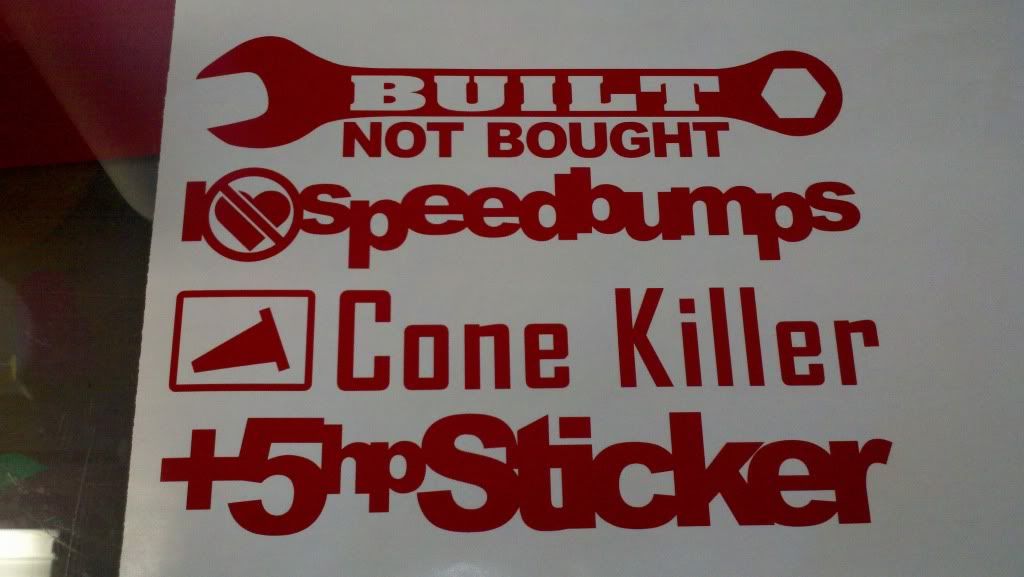 BUILT
NOT BOUGHT
I speedbumps
Cone Killer
+5hp Sticker